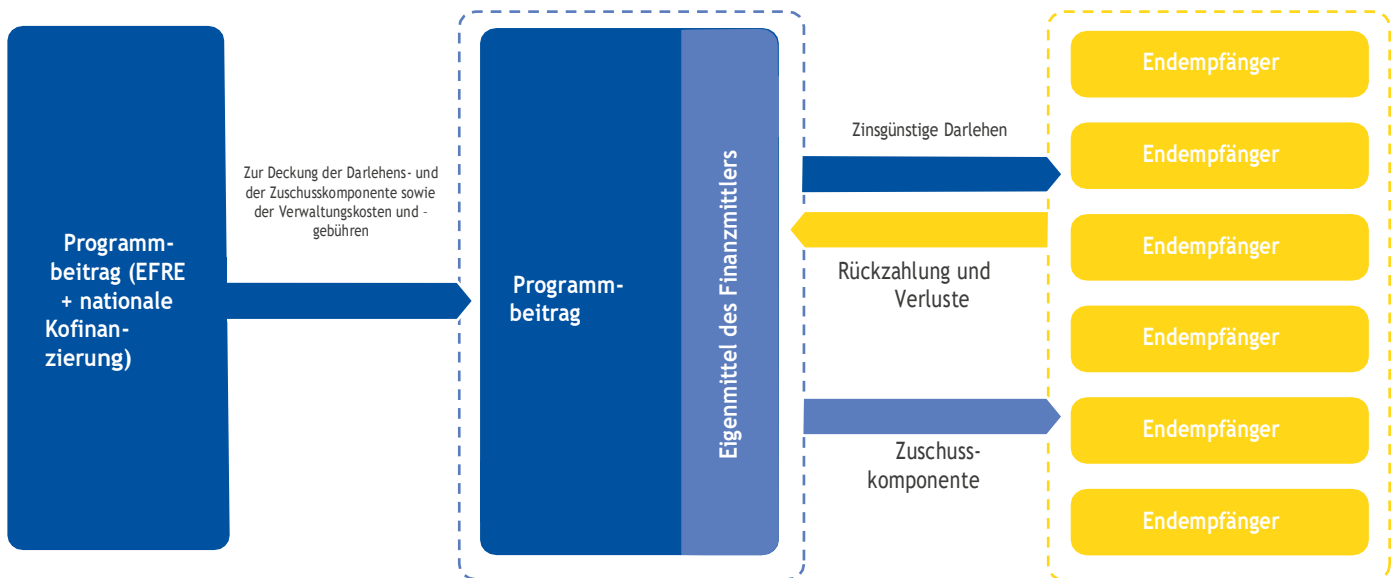 Programm-
beitrag (EFRE
+ nationale
Kofinan-
zierung)
Zur Deckung der Darlehens- und
der Zuschusskomponente sowie
der Verwaltungskosten und -
gebühren
Programm-
beitrag
Eigenmittel des Finanzmittlers
Zinsgünstige Darlehen
Rückzahlung und
Verluste
Zuschuss-
komponente
Endempfänger
Endempfänger
Endempfänger
Endempfänger
Endempfänger
Endempfänger